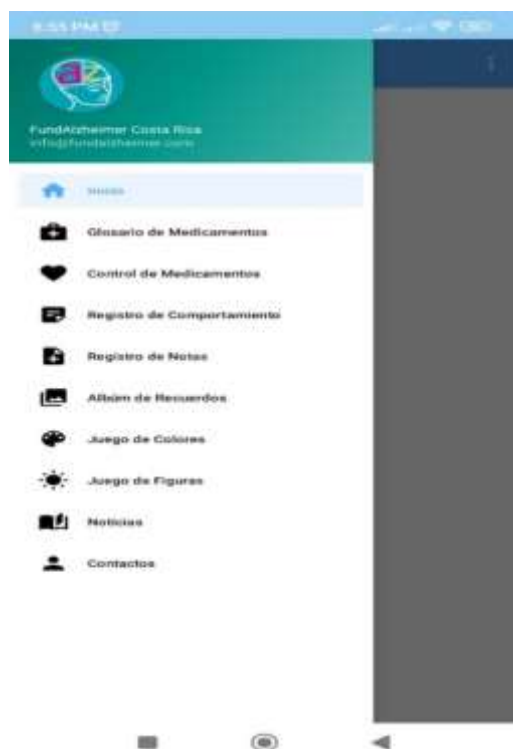 FundAlzheimer Costa Rica
Inicio
Glosario de Medicamentos
Control de Medicamentos
Registro de Comportamiento
Registro de Notas
Albúm de Recuerdos
Juego de Colores
Juego de Figuras
Noticias
Contactos